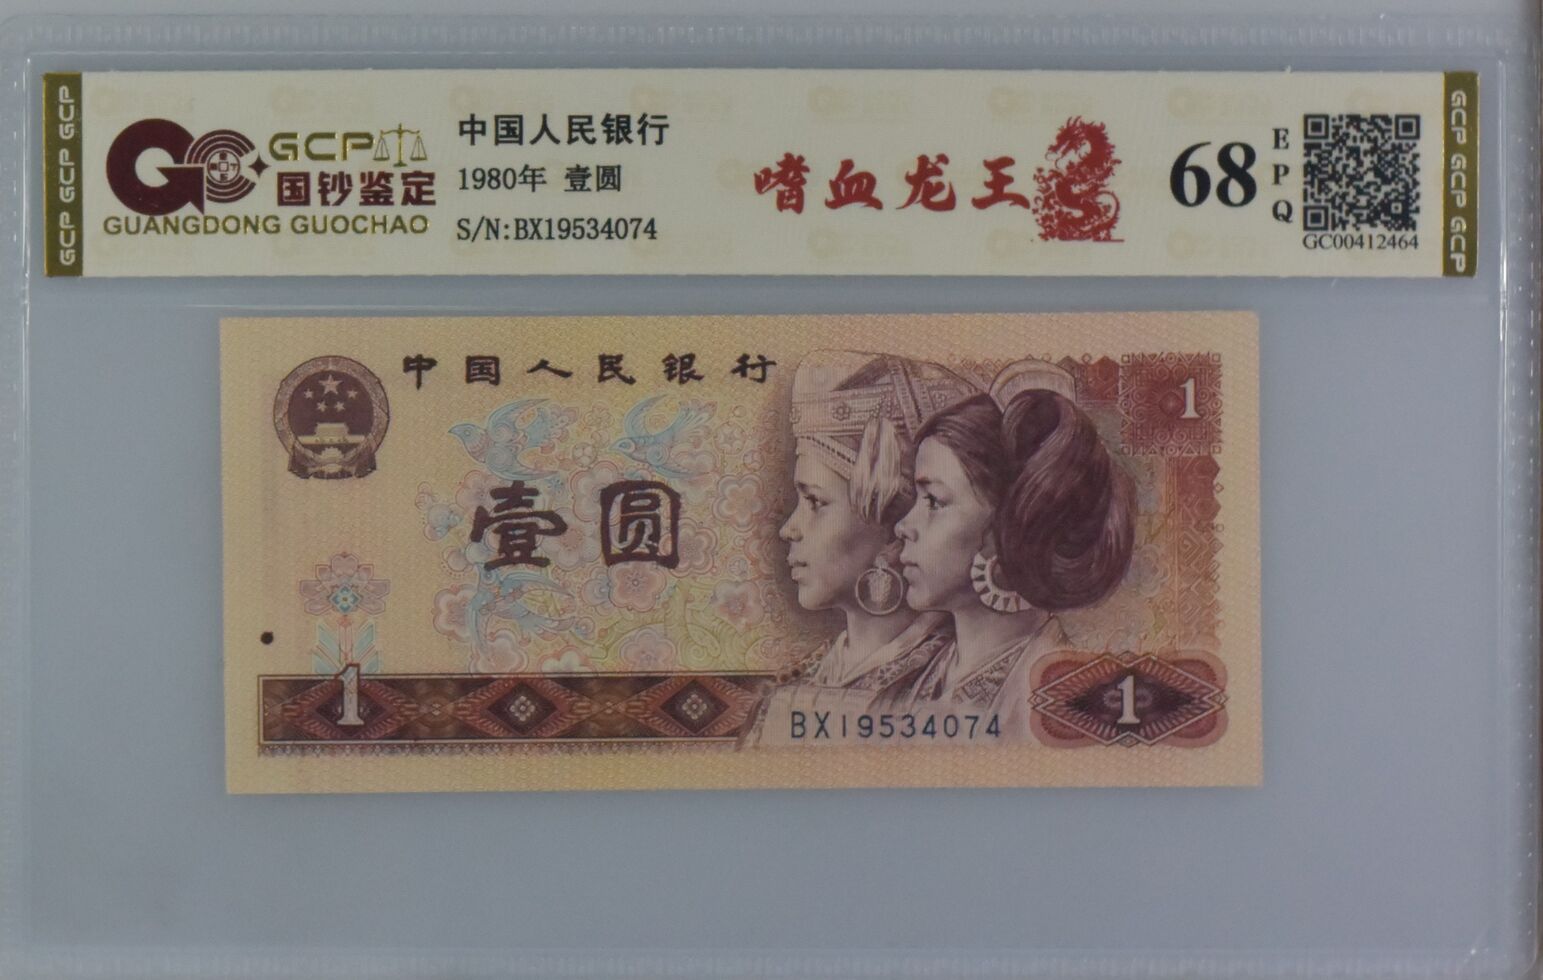 GCP GCP GCP
GCP
国钞鉴定
GUANGDONG GUOCHAO
中国人民银行
1980年 壹圆
S/N:BX19534074
嗜血龙王
68
EPQ
GC00412464
GCP GCP GCP
中国人民银行
1
壹圆
1
BX19534074
1